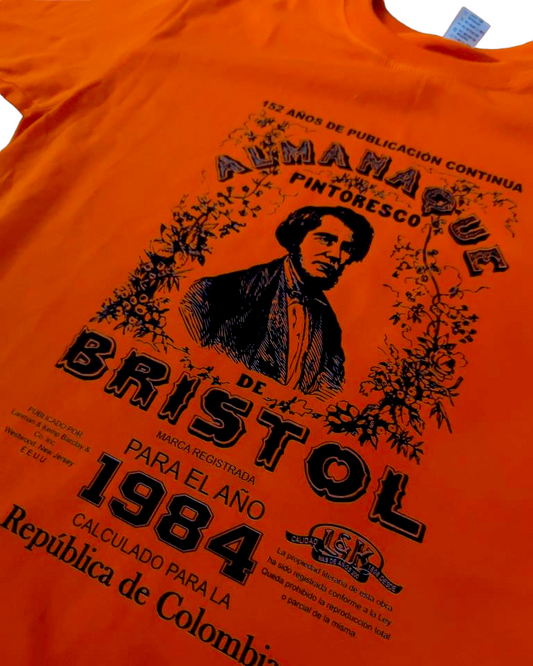 152 AÑOS DE PUBLICACIÓN CONTINUA
ALMANAQUE
PINTORESCO
DE
BRISTOL
MARCA REGISTRADA
PUBLICADO POR:
Lanman & Kemp Barclay &
Co. Inc.
Westwood, New Jersey
E.E.U.U
PARA EL AÑO
1984
CALCULADO PARA LA
República de Colombia
CALIDAD
L&K
La propiedad literaria de esta obra
ha sido registrada conforme a la Ley.
Queda prohibido la reproducción total
o parcial de la misma.